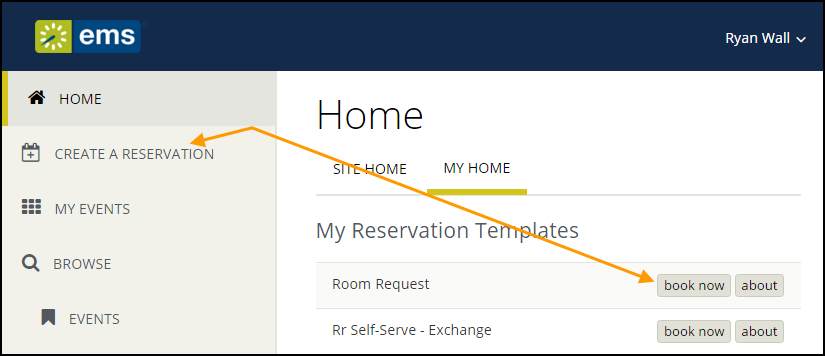 ems
Ryan Wall
HOME
CREATE A RESERVATION
MY EVENTS
BROWSE
EVENTS
Home
SITE HOME MY HOME
My Reservation Templates
Room Request book now about
Rr Self-Serve - Exchange book now about